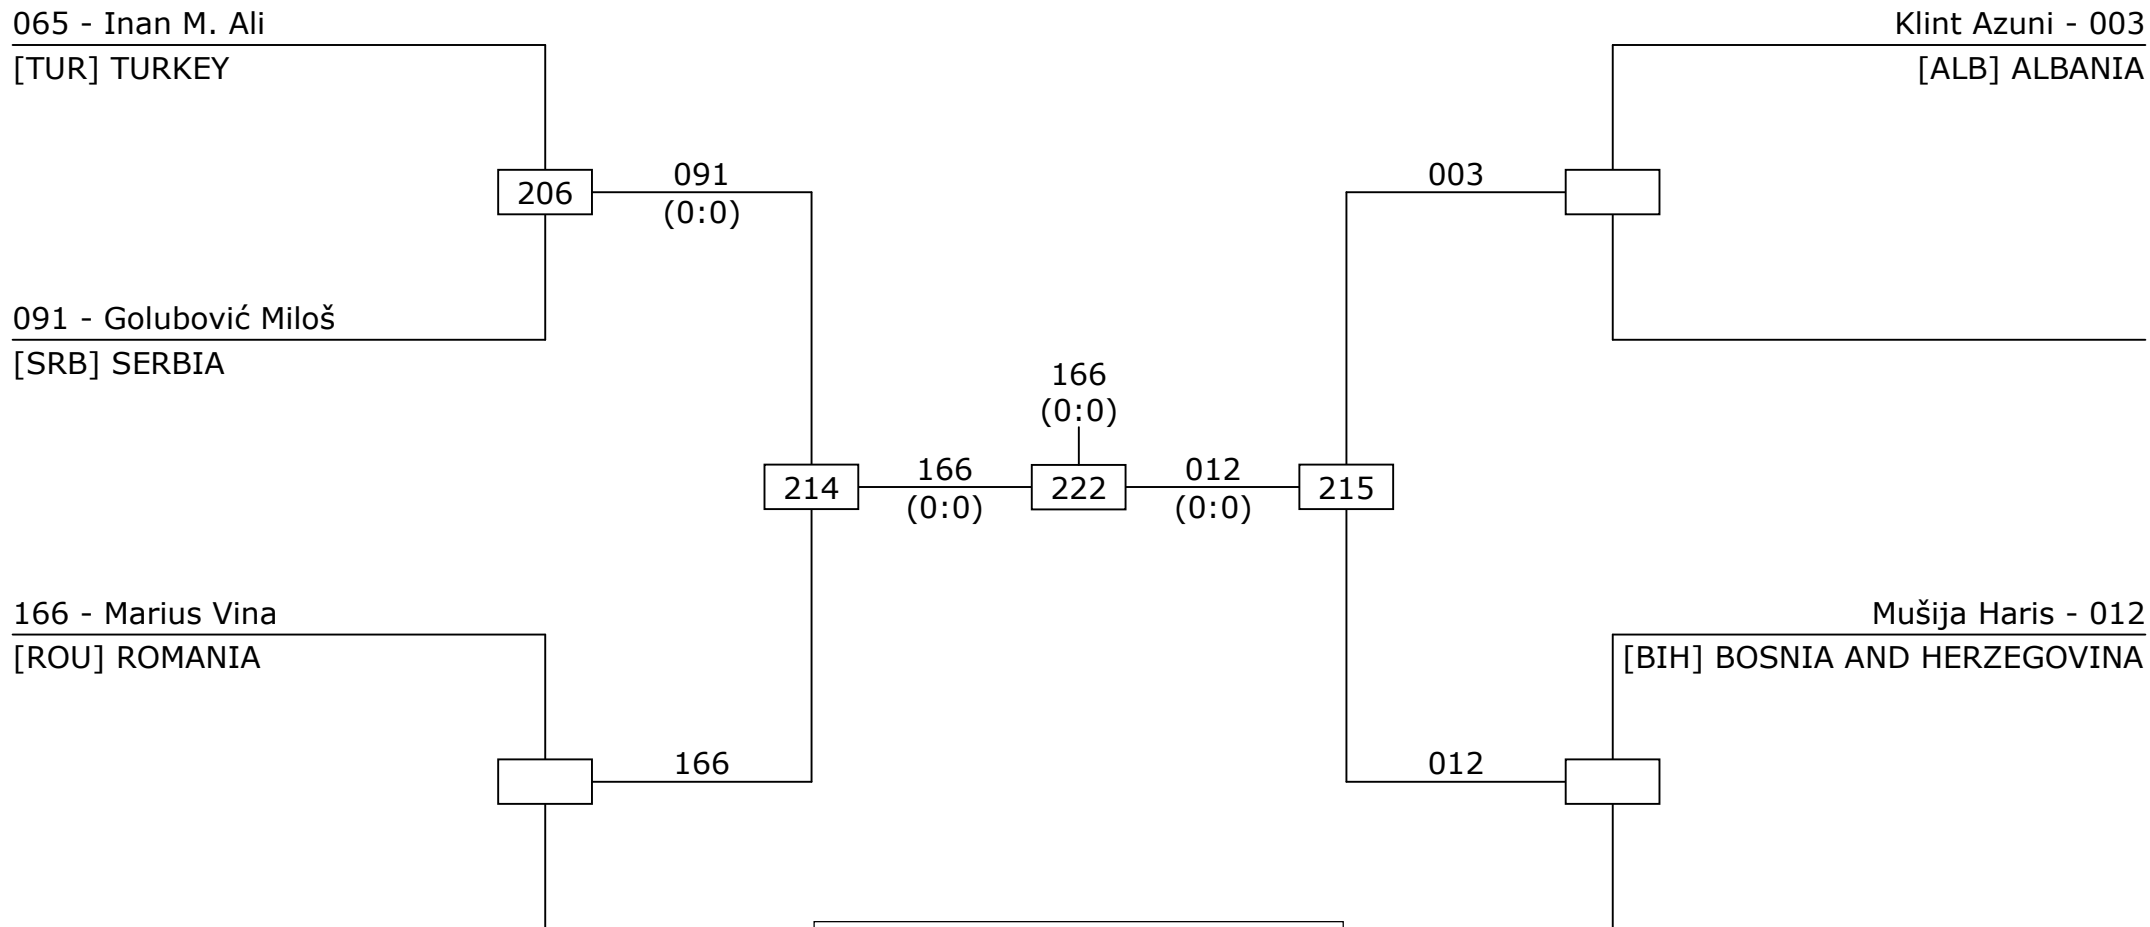 065 - Inan M. Ali
[TUR] TURKEY
Klint Azuni - 003
[ALB] ALBANIA
206
091
(0:0)
003
091 - Golubović Miloš
[SRB] SERBIA
166
(0:0)
214
166
(0:0)
222
012
(0:0)
215
166 - Marius Vina
[ROU] ROMANIA
Mušija Haris - 012
[BIH] BOSNIA AND HERZEGOVINA
166
012